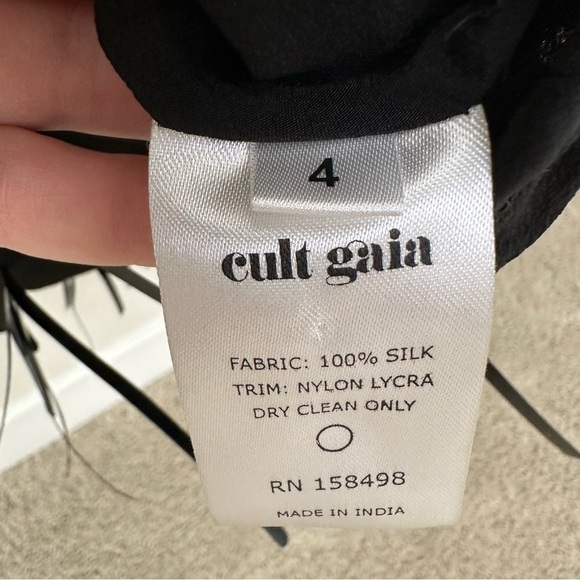 4
cult gaia
FABRIC: 100% SILK
TRIM: NYLON LYCRA
DRY CLEAN ONLY
RN 158498
MADE IN INDIA